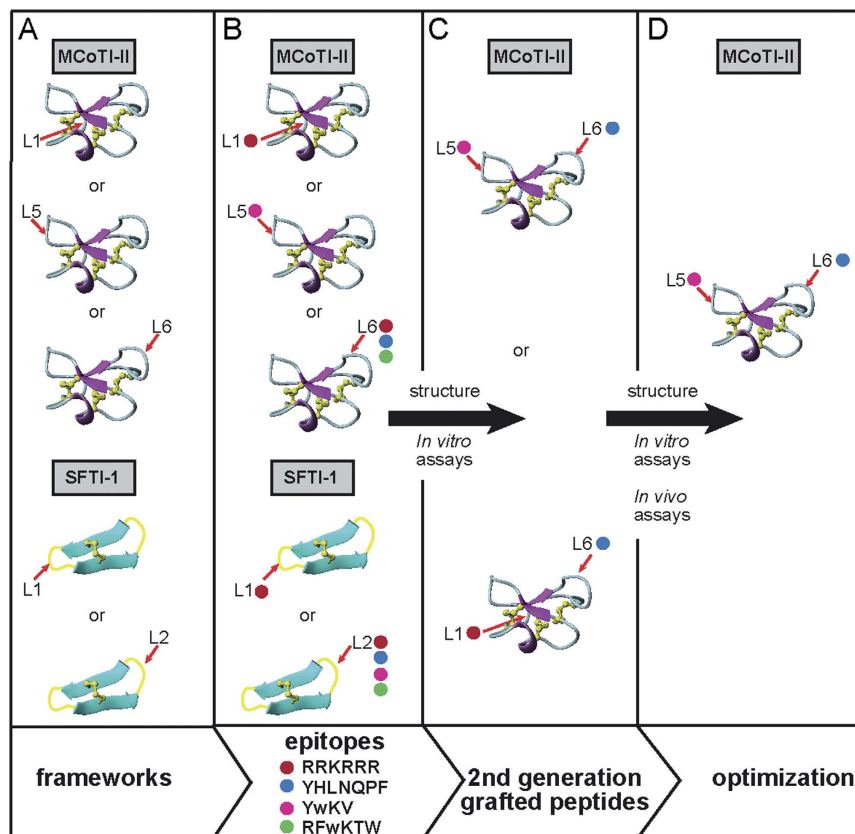 A
MCoTI-II
L1
or
L5
or
L6
SFTI-1
L1
or
L2
frameworks
B
MCoTI-II
L1
or
L5
or
L6
SFTI-1
L1
or
L2
epitopes
RRKRRR
YHLNQPF
YwKV
RFwKTW
structure
In vitro
assays
C
MCoTI-II
L5
L6
or
L6
L1
2nd generation
grafted peptides
structure
In vitro
assays
In vivo
assays
D
MCoTI-II
L5
L6
optimization